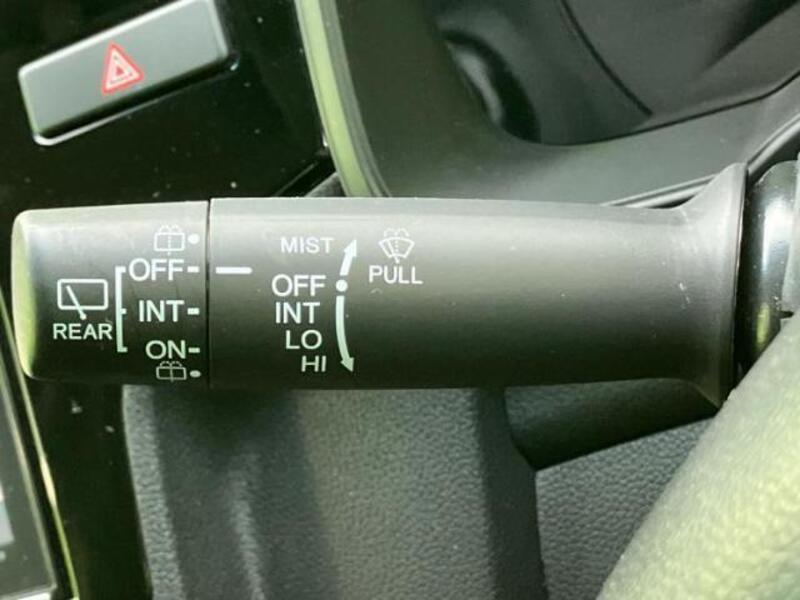 REAR
OFF
INT
ON
MIST
OFF
INT
LO
HI
PULL